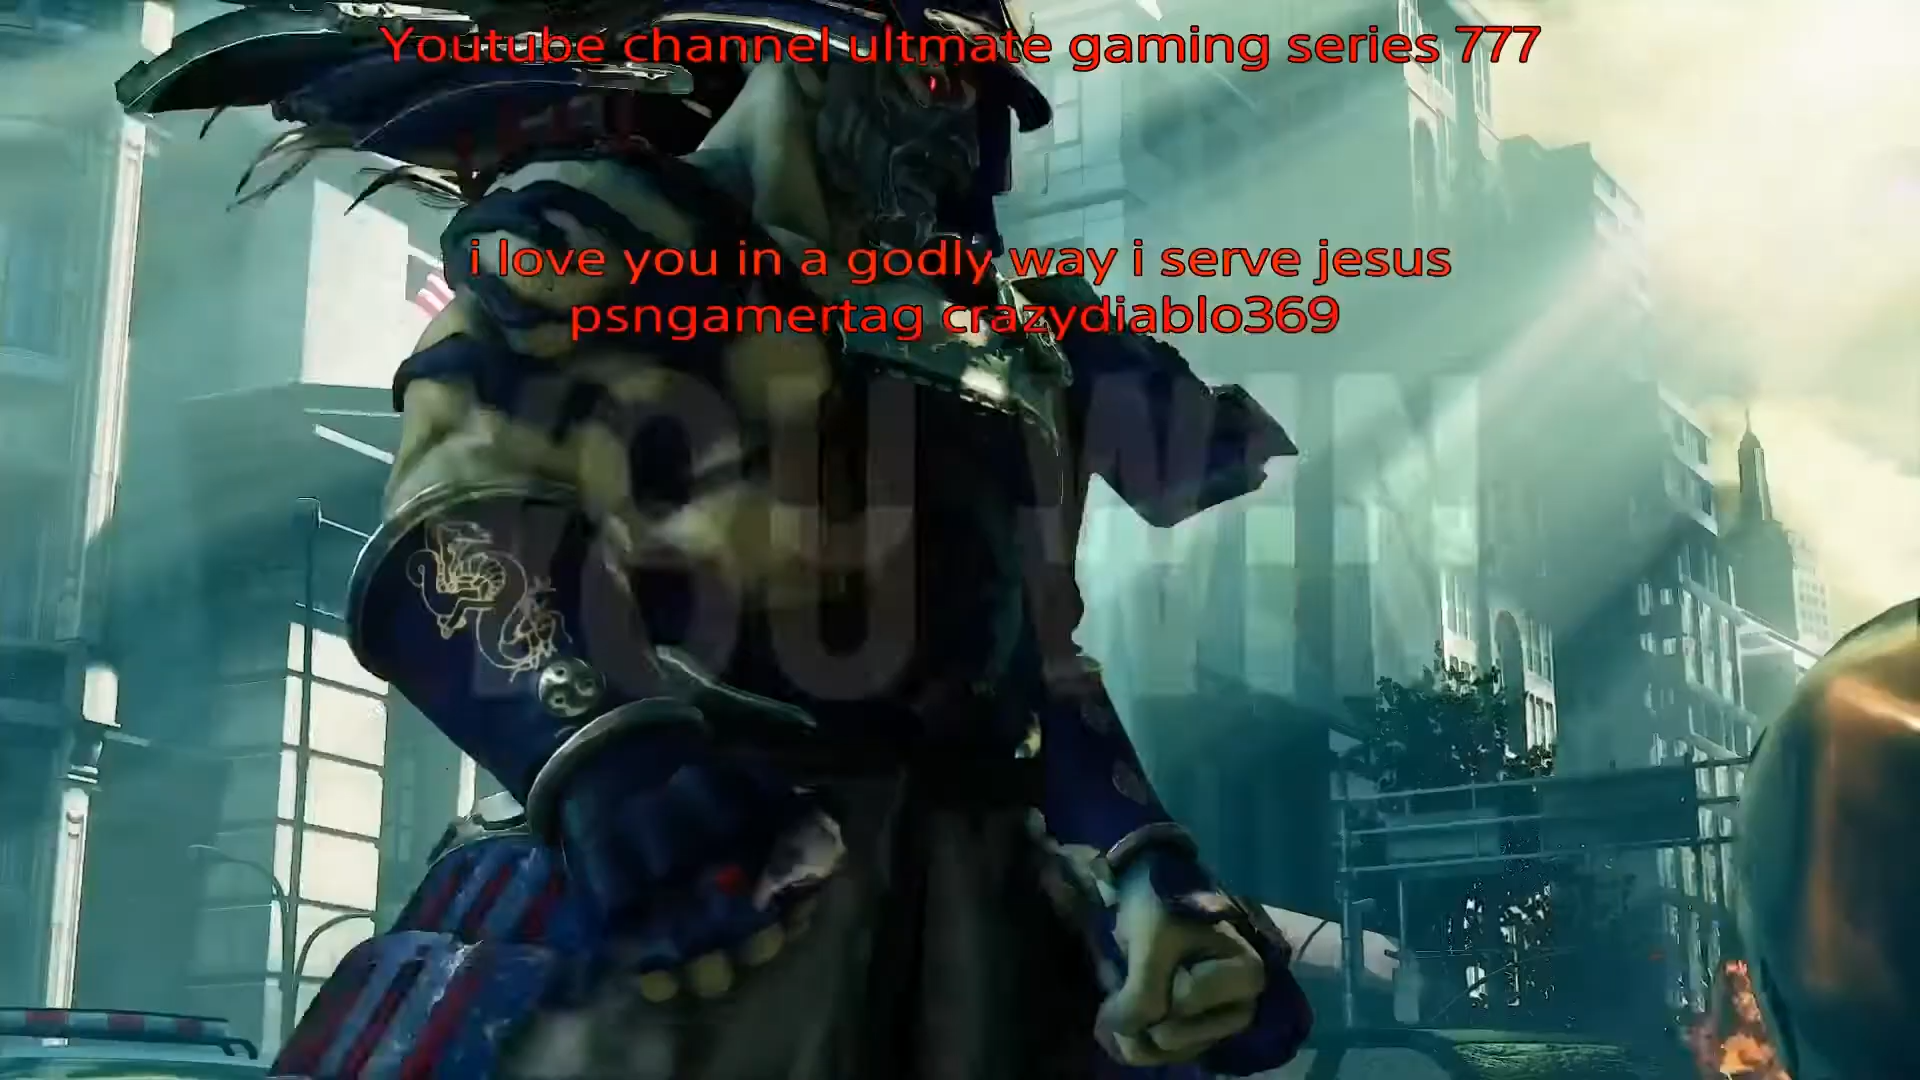 Youtube channel ultmate gaming series 777
i love you in a godly way i serve jesus
psngamertag crazydiablo369
YOU WIN